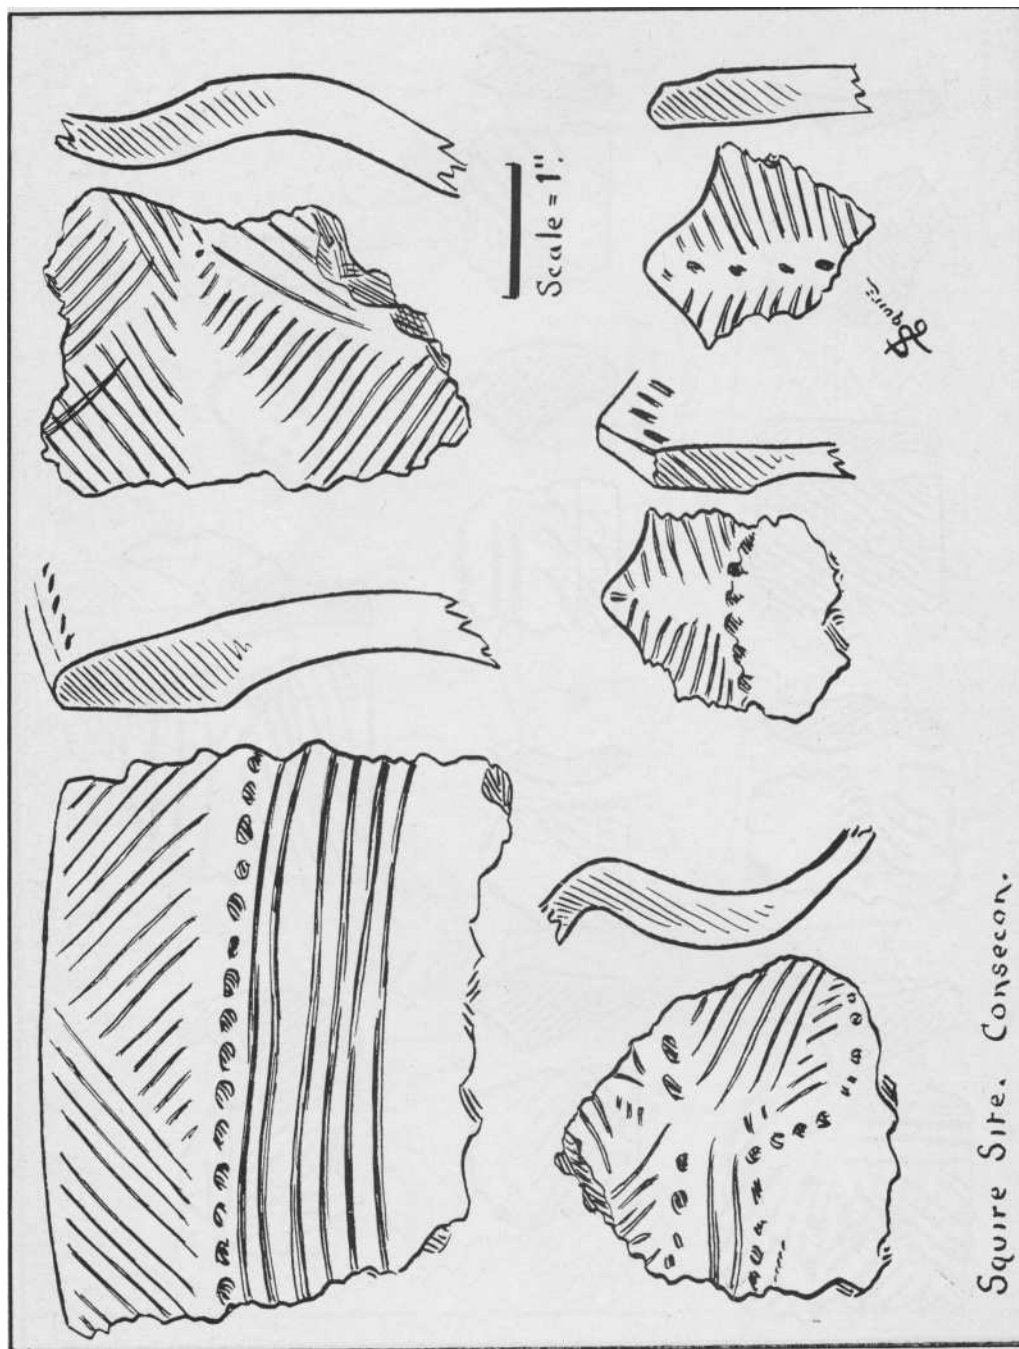 Scale = 1".
Squire Site. Consecon.